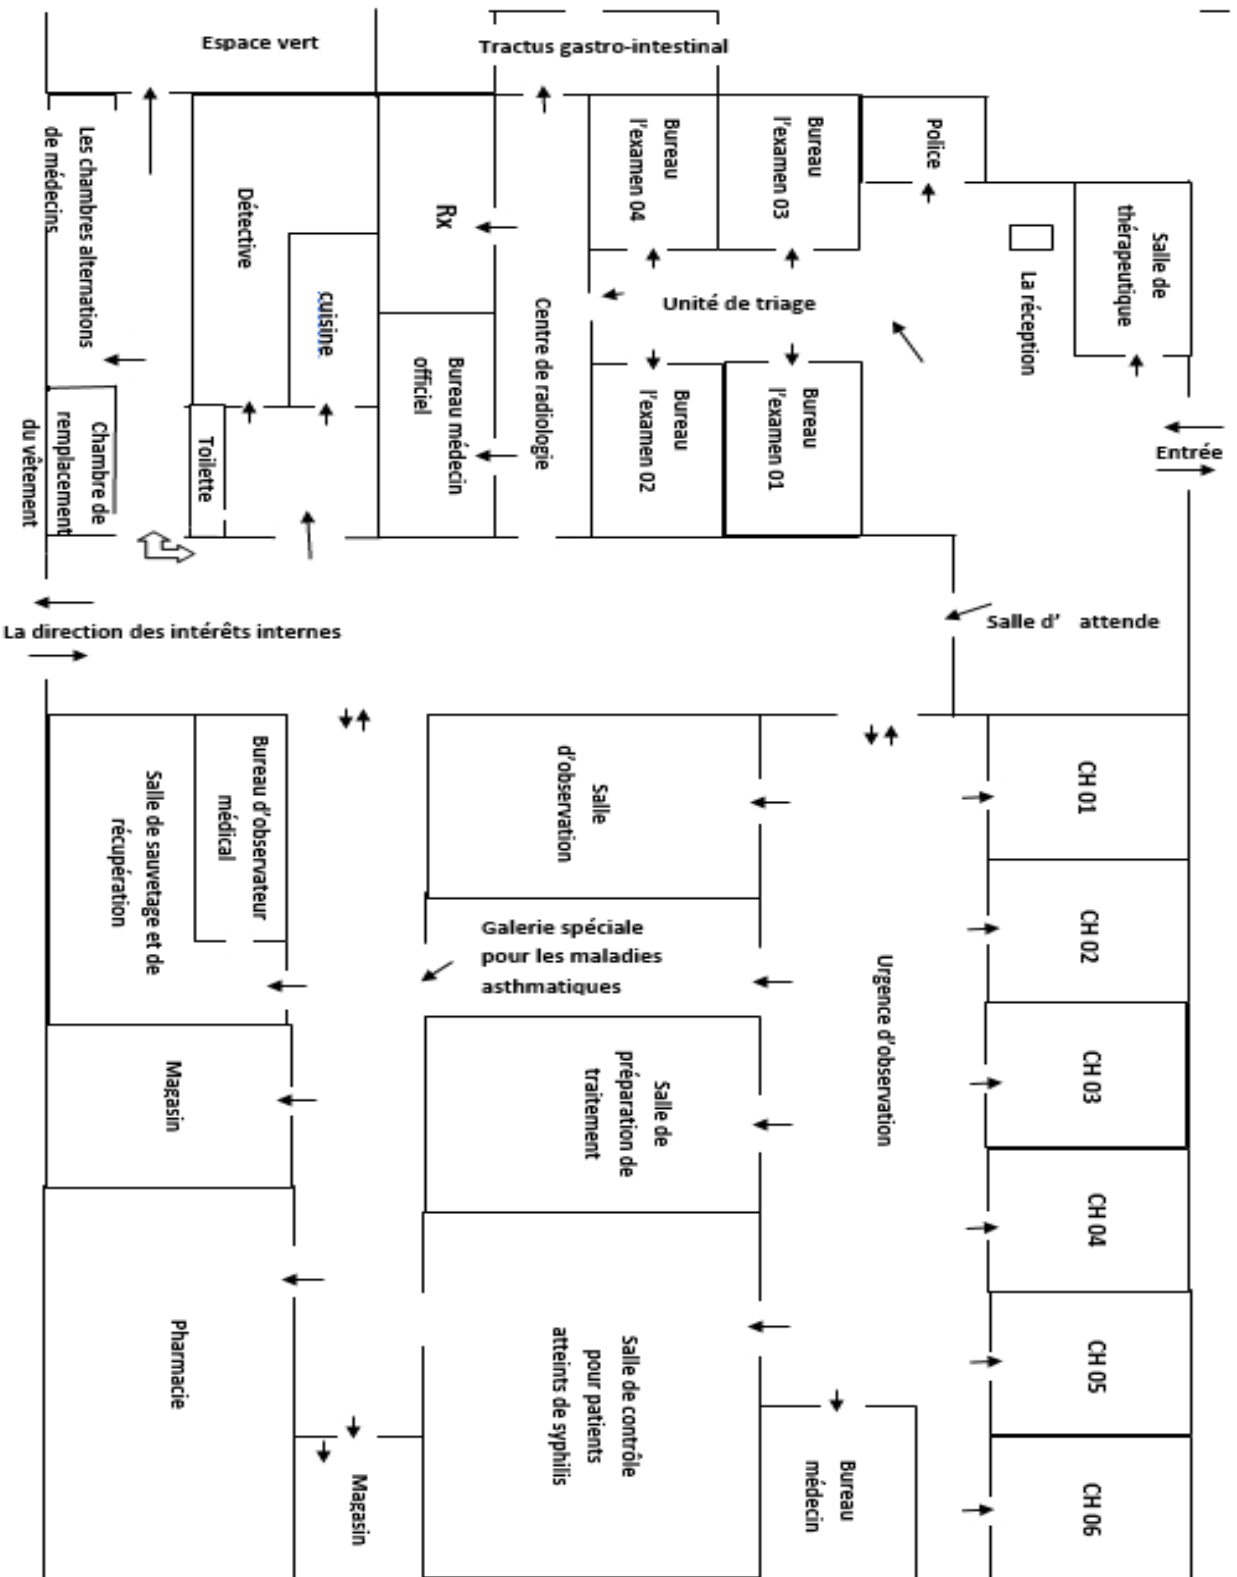 Espace vert
Tractus gastro-intestinal
Les chambres alternations
de médecins
Détective
cuisine
Rx
Bureau
l'examen 04
Bureau
l'examen 03
Police
Salle de
thérapeutique
La réception
Unité de triage
Centre de radiologie
Bureau médecin
officiel
Bureau
l'examen 02
Bureau
l'examen 01
Entrée
Chambre de
remplacement
du vêtement
Toilette
La direction des intérêts internes
Salle d' attende
Salle de sauvetage et de
récupération
Bureau d'observateur
médical
Salle
d'observation
CH 01
Galerie spéciale
pour les maladies
asthmatiques
CH 02
Urgence d'observation
Magasin
Salle de
préparation de
traitement
CH 03
CH 04
Pharmacie
Salle de contrôle
pour patients
atteints de syphilis
CH 05
Magasin
Bureau
médecin
CH 06